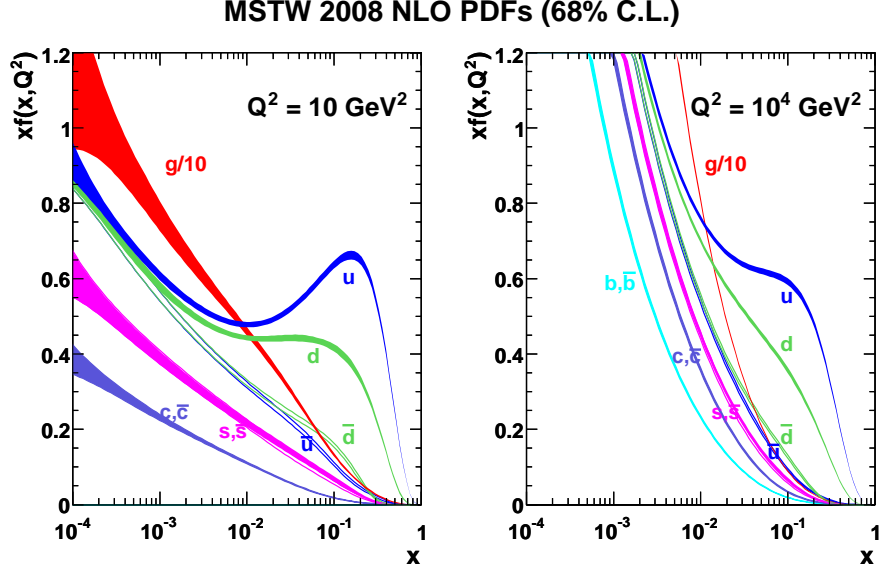 MSTW 2008 NLO PDFs (68% C.L.)
xf(x,Q²)
1.2
1
0.8
0.6
0.4
0.2
0
Q² = 10 GeV²
g/10
u
d
c,c̅
s,s̅
u̅
d̅
10⁻⁴
10⁻³
10⁻²
10⁻¹
1
x
xf(x,Q²)
1.2
1
0.8
0.6
0.4
0.2
0
Q² = 10⁴ GeV²
g/10
b,b̅
u
d
c,c̅
s,s̅
d̅
u̅
10⁻⁴
10⁻³
10⁻²
10⁻¹
1
x